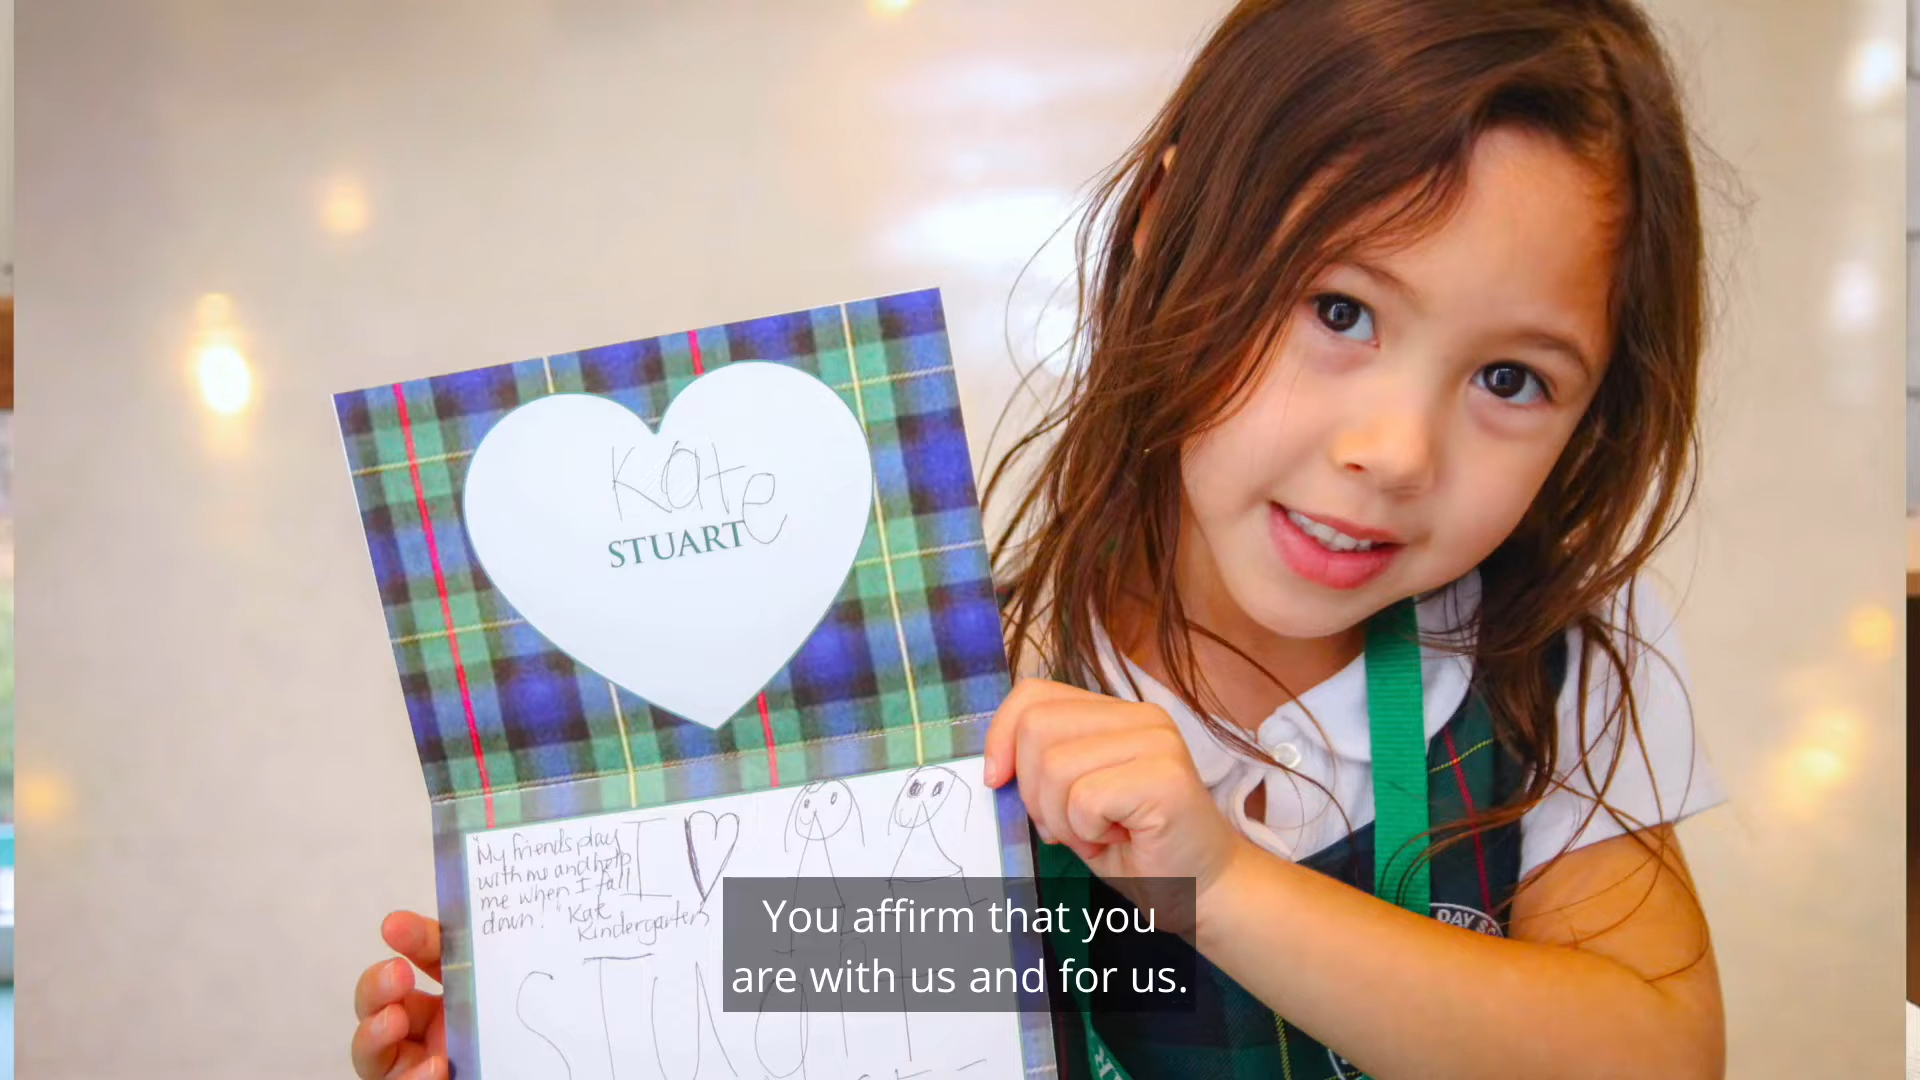 Kate
STUART
"My friends play
with me and help
me when I fall
down!" Kate
Kindergarten
I
STUART
You affirm that you
are with us and for us.
DAY